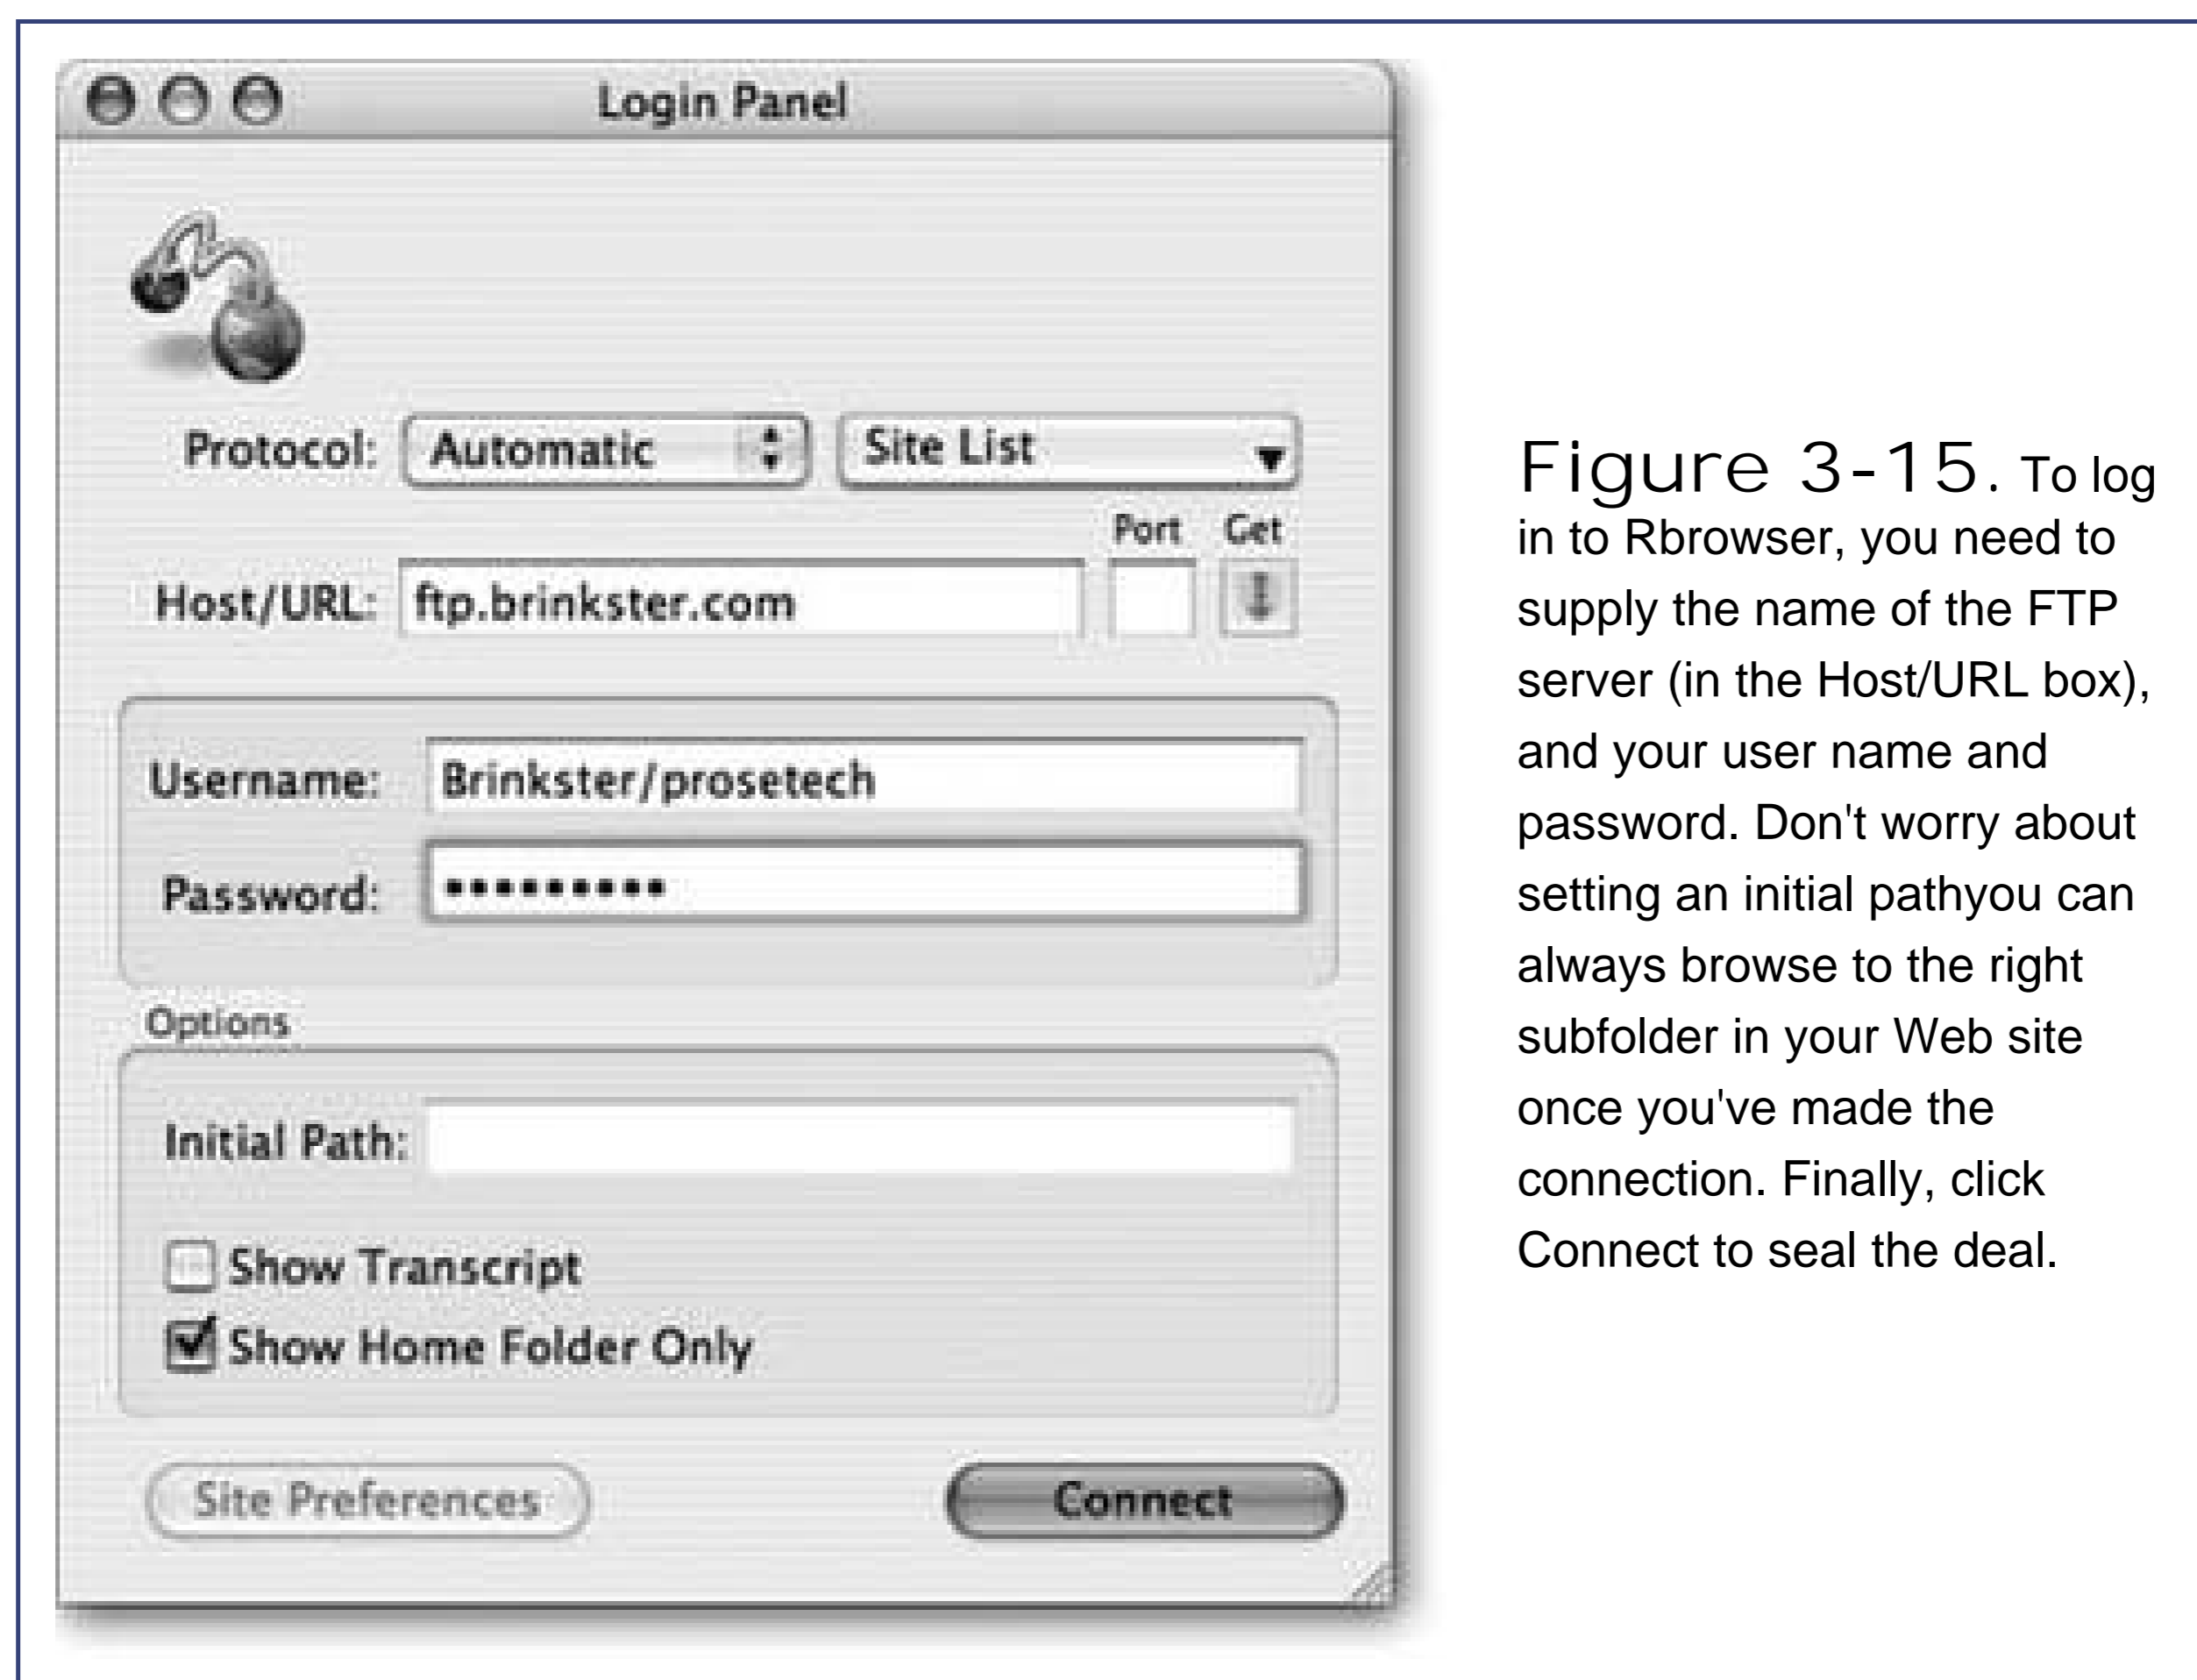 Login Panel
Protocol: Automatic Site List
Port Get
Host/URL: ftp.brinkster.com
Username: Brinkster/prosetech
Password: •••••••••
Options
Initial Path:
Show Transcript
Show Home Folder Only
Site Preferences Connect
Figure 3-15. To log
in to Rbrowser, you need to
supply the name of the FTP
server (in the Host/URL box),
and your user name and
password. Don't worry about
setting an initial pathyou can
always browse to the right
subfolder in your Web site
once you've made the
connection. Finally, click
Connect to seal the deal.